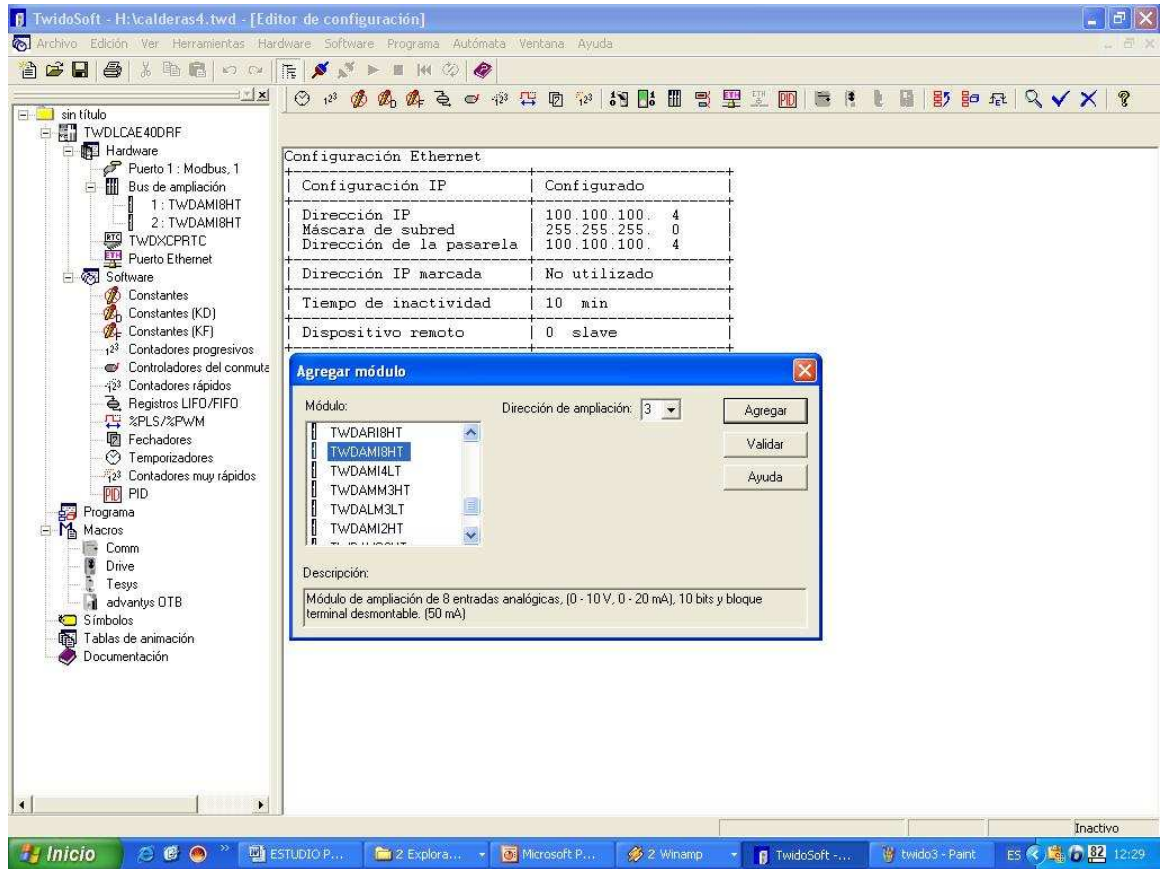 TwidoSoft - H:\calderas4.twd - [Editor de configuración]
Archivo Edición Ver Herramientas Hardware Software Programa Autómata Ventana Ayuda
sin título
TWDLCAE40DRF
Hardware
Puerto 1 : Modbus, 1
Bus de ampliación
1 : TWDAMI8HT
2 : TWDAMI8HT
TWDXCPRTC
Puerto Ethernet
Software
Constantes
Constantes (KD)
Constantes (KF)
Contadores progresivos
Controladores del conmuta
Contadores rápidos
Registros LIFO/FIFO
%PLS/%PWM
Fechadores
Temporizadores
Contadores muy rápidos
PID
Programa
Macros
Comm
Drive
Tesys
advantys OTB
Símbolos
Tablas de animación
Documentación
Configuración Ethernet
Configuración IP Configurado
Dirección IP 100.100.100. 4
Máscara de subred 255.255.255. 0
Dirección de la pasarela 100.100.100. 4
Dirección IP marcada No utilizado
Tiempo de inactividad 10 min
Dispositivo remoto 0 slave
Agregar módulo
Módulo:
Dirección de ampliación: 3
Agregar
Validar
Ayuda
TWDARI8HT
TWDAMI8HT
TWDAMI4LT
TWDAMM3HT
TWDALM3LT
TWDAMI2HT
Descripción:
Módulo de ampliación de 8 entradas analógicas, (0 - 10 V, 0 - 20 mA), 10 bits y bloque
terminal desmontable. (50 mA)
Inactivo
Inicio
ESTUDIO P...
2 Explora...
Microsoft P...
2 Winamp
TwidoSoft -...
twido3 - Paint
ES
82
12:29